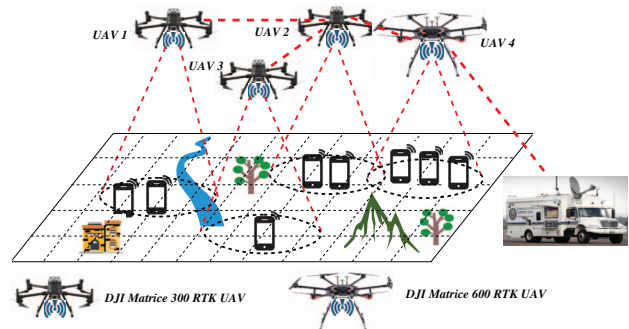 UAV 1
UAV 2
UAV 3
UAV 4
DJI Matrice 300 RTK UAV
DJI Matrice 600 RTK UAV